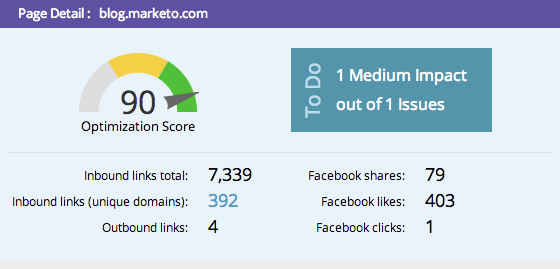 Page Detail : blog.marketo.com
90
Optimization Score
To Do
1 Medium Impact
out of 1 Issues
Inbound links total: 7,339
Facebook shares: 79
Inbound links (unique domains): 392
Facebook likes: 403
Outbound links: 4
Facebook clicks: 1